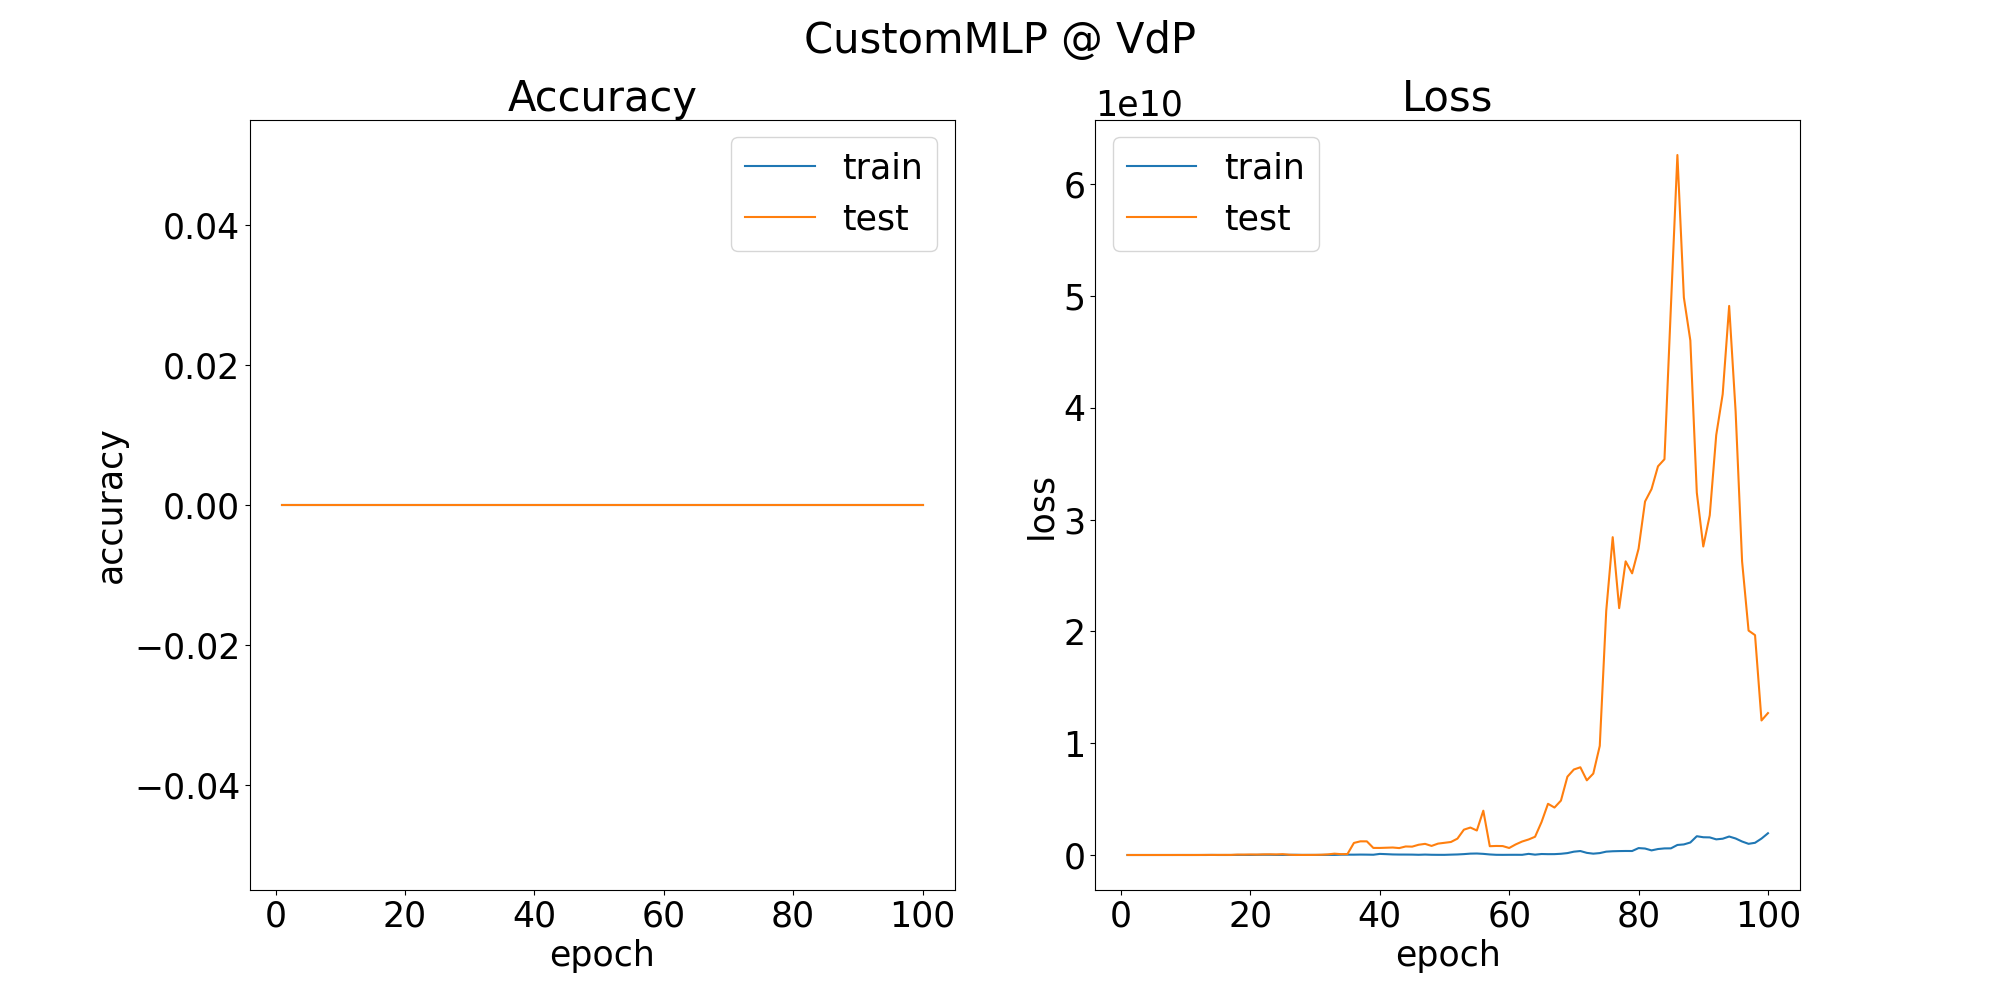 CustomMLP @ VdP
Accuracy
train
test
0.04
0.02
0.00
−0.02
−0.04
accuracy
0 20 40 60 80 100
epoch
Loss
1e10
train
test
6
5
4
3
2
1
0
loss
0 20 40 60 80 100
epoch